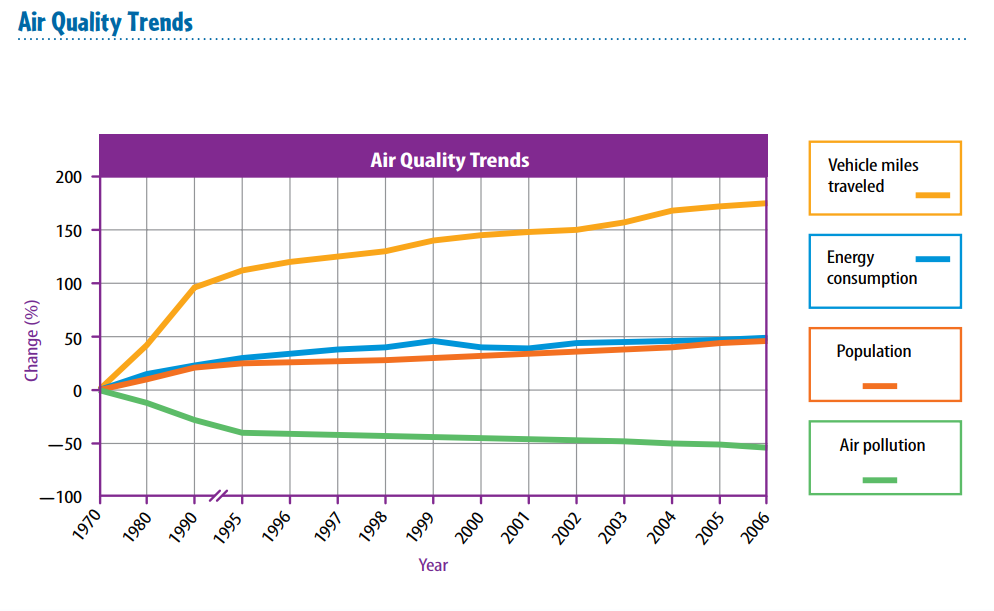 Air Quality Trends
Air Quality Trends
200
150
100
50
0
—50
—100
Change (%)
1970
1980
1990
1995
1996
1997
1998
1999
2000
2001
2002
2003
2004
2005
2006
Year
Vehicle miles
traveled
Energy
consumption
Population
Air pollution